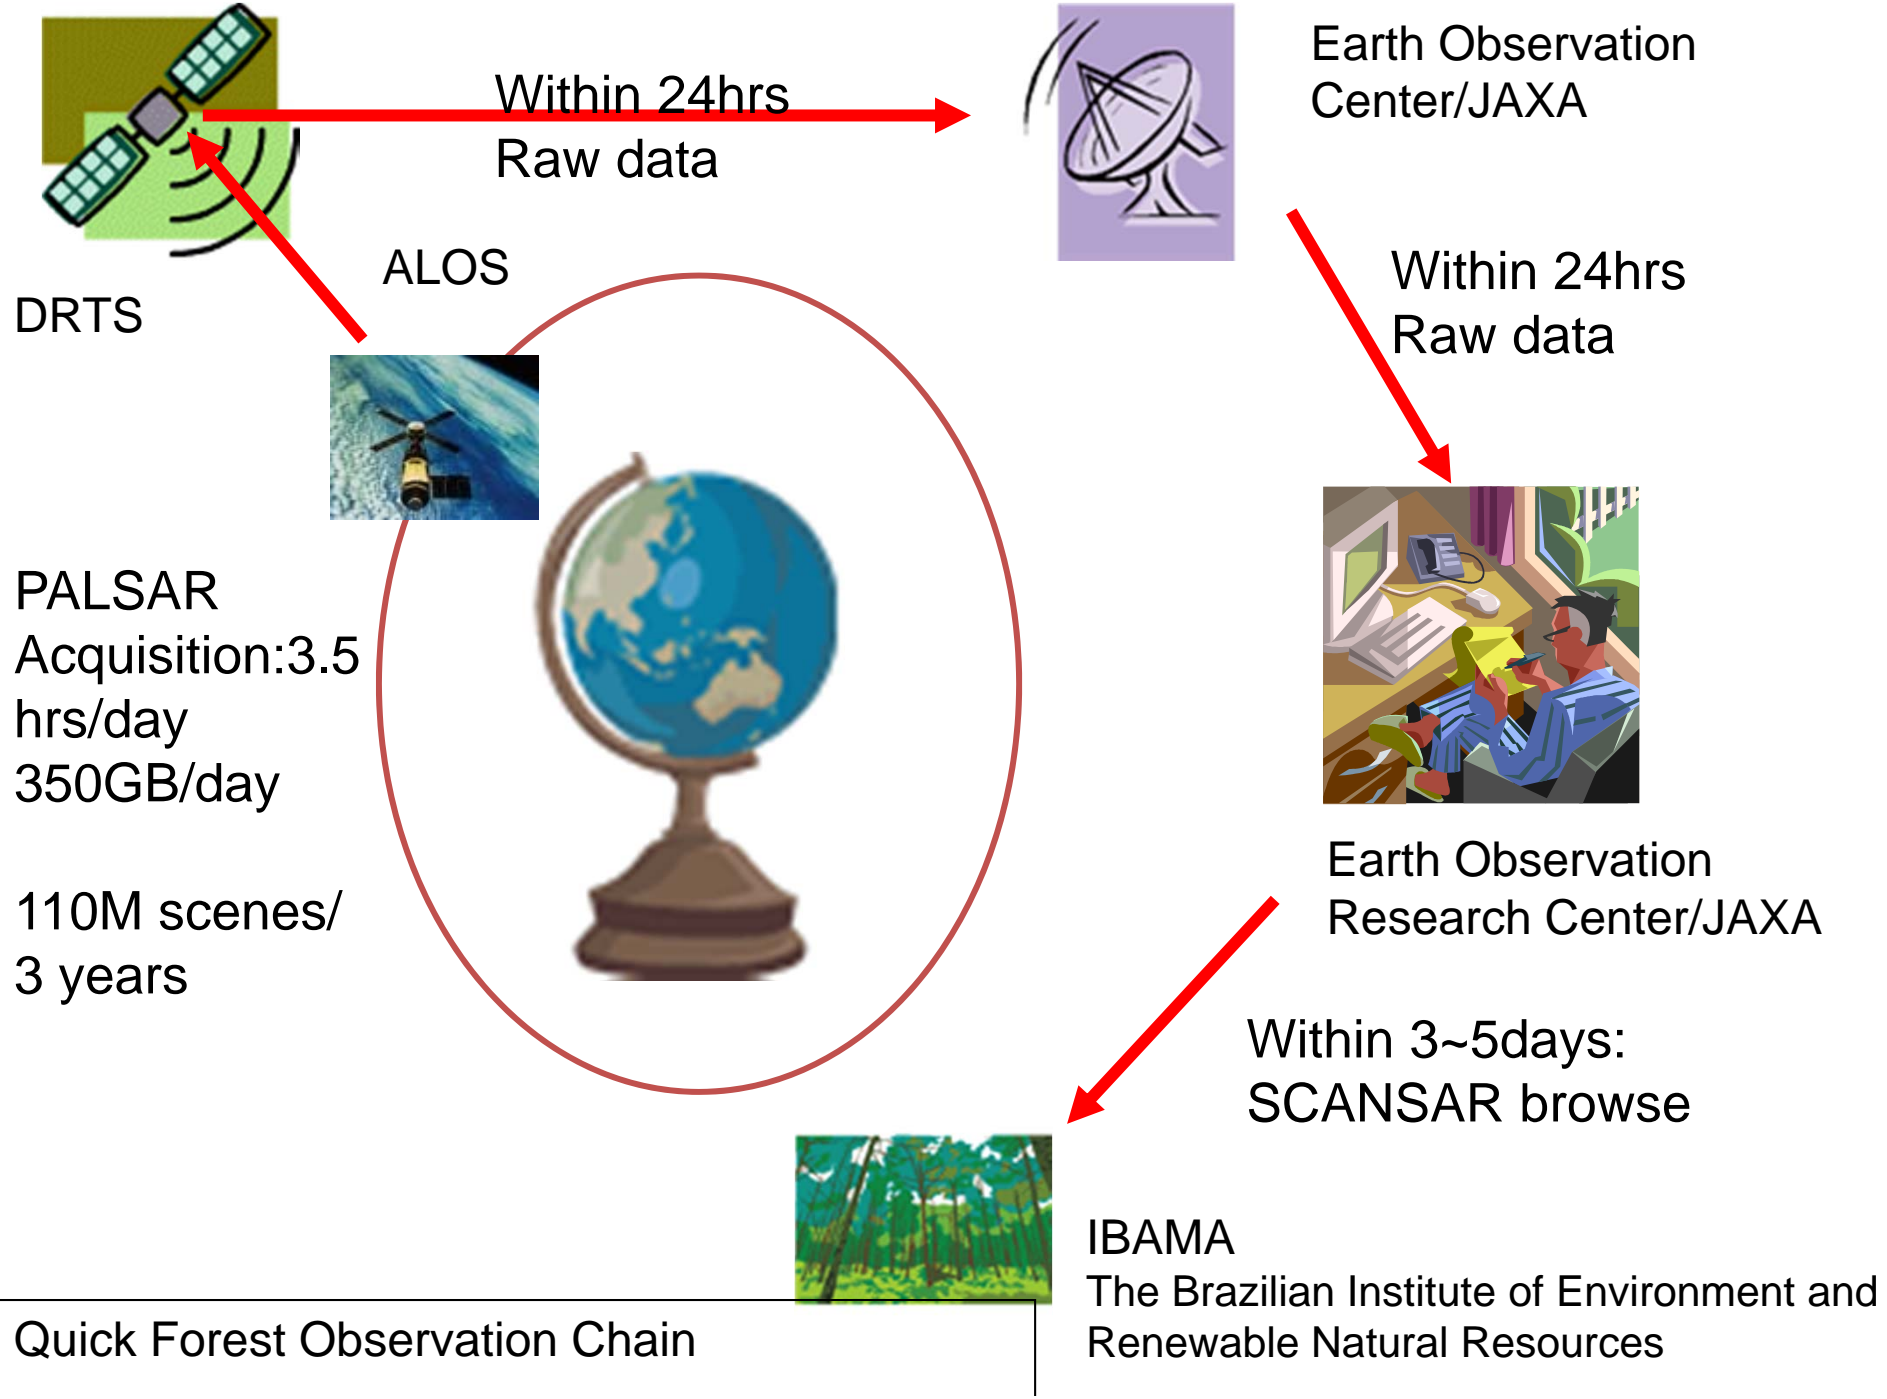 Within 24hrs
Raw data
Earth Observation
Center/JAXA
ALOS
DRTS
Within 24hrs
Raw data
PALSAR
Acquisition:3.5
hrs/day
350GB/day
110M scenes/
3 years
Earth Observation
Research Center/JAXA
Within 3~5days:
SCANSAR browse
IBAMA
The Brazilian Institute of Environment and
Renewable Natural Resources
Quick Forest Observation Chain